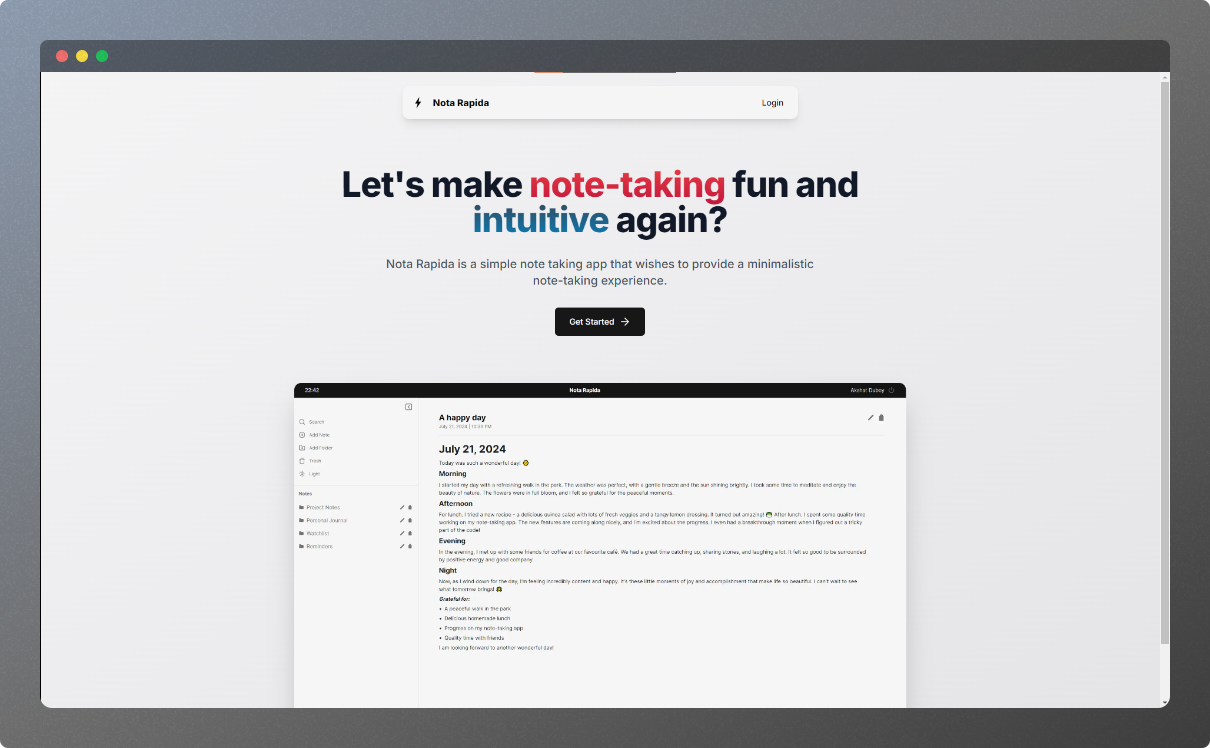 Nota Rapida
Login
Let's make note-taking fun and
intuitive again?
Nota Rapida is a simple note taking app that wishes to provide a minimalistic
note-taking experience.
Get Started
22:42
Nota Rapida
Akshat Dubey
Search
Add Note
Add Folder
Trash
Light
Notes
Project Notes
Personal Journal
Watchlist
Reminders
A happy day
July 21, 2024 |
July 21, 2024
Today was such a wonderful day! 😊
Morning
I started my day with a refreshing walk in the park. The weather was perfect, with a gentle breeze and the sun shining brightly. I took some time to meditate and enjoy the
beauty of nature. The flowers were in full bloom, and I felt so grateful for the peaceful moments.
Afternoon
For lunch, I tried a new recipe - a delicious quinoa salad with lots of fresh veggies and a tangy lemon dressing. It turned out amazing! 🥗 After lunch, I spent some quality time
working on my note-taking app. The new features are coming along nicely, and I'm excited about the progress. I even had a breakthrough moment when I figured out a tricky
part of the code!
Evening
In the evening, I met up with some friends for coffee at our favourite café. We had a great time catching up, sharing stories, and laughing a lot. It felt so good to be surrounded
by positive energy and good company.
Night
Now, as I wind down for the day, I'm feeling incredibly content and happy. It's these little moments of joy and accomplishment that make life so beautiful. I can't wait to see
what tomorrow brings!
Grateful for:
• A peaceful walk in the park
• Delicious homemade lunch
• Progress on my note-taking app
• Quality time with friends
I am looking forward to another wonderful day!